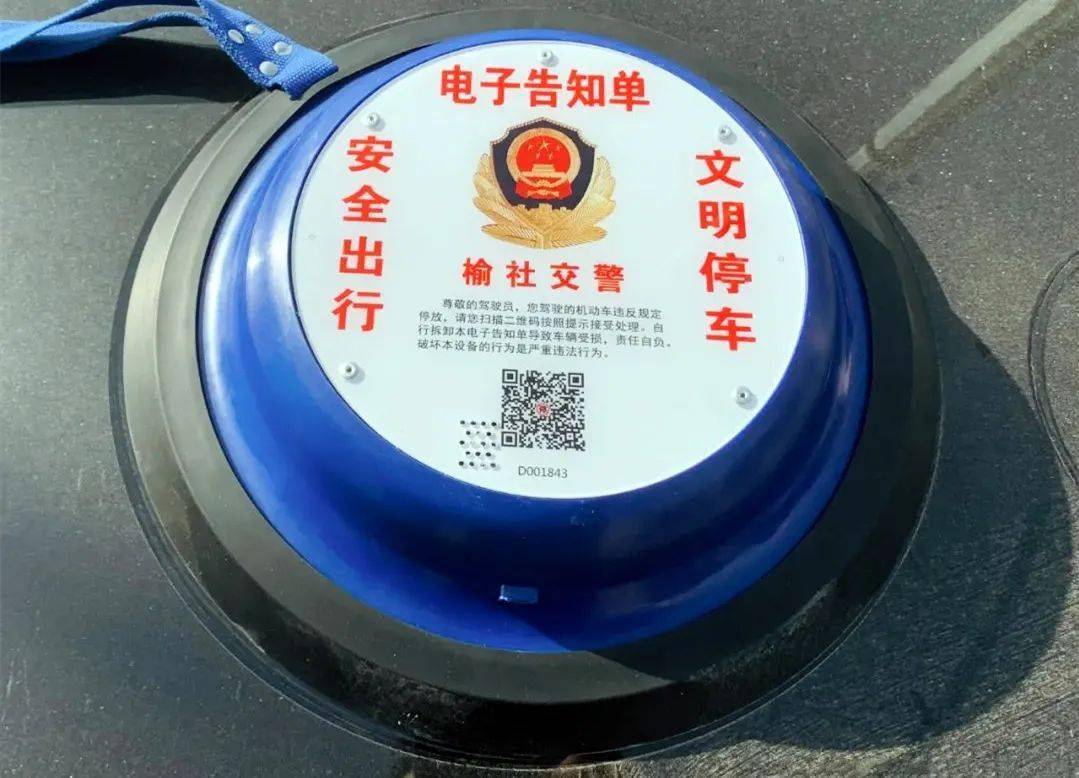 电子告知单
安全出行
文明停车
榆社交警
尊敬的驾驶员，您驾驶的机动车违反规定
停放，请您扫描二维码按照提示接受处理。自
行拆卸本电子告知单导致车辆受损，责任自负。
破坏本设备的行为是严重违法行为。
D001843